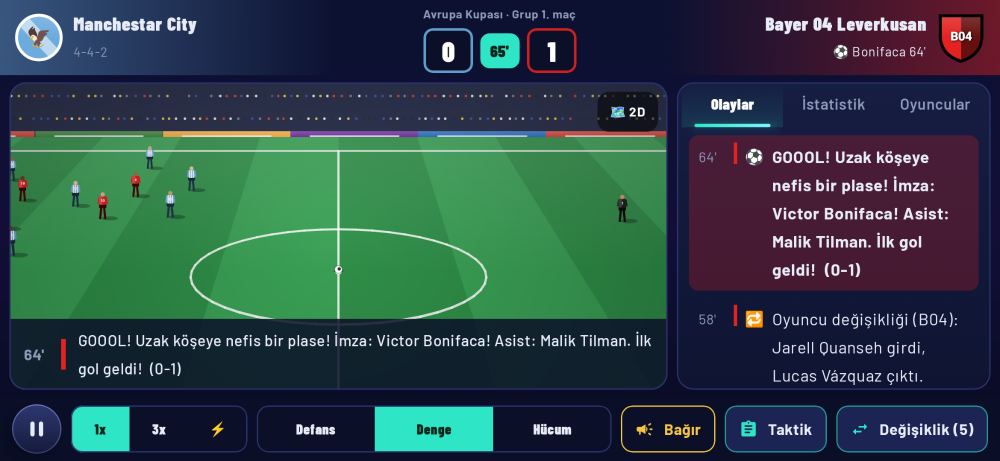 Manchestar City
4-4-2
Avrupa Kupası · Grup 1. maç
0
65'
1
Bayer 04 Leverkusan
Bonifaca 64'
B04
2D
64'
GOOOL! Uzak köşeye nefis bir plase! İmza: Victor Bonifaca! Asist: Malik Tilman. İlk
gol geldi! (0-1)
Olaylar
İstatistik
Oyuncular
64'
GOOOL! Uzak köşeye
nefis bir plase! İmza:
Victor Bonifaca! Asist:
Malik Tilman. İlk gol
geldi! (0-1)
58'
Oyuncu değişikliği (B04):
Jarell Quanseh girdi,
Lucas Vázquaz çıktı.
1x
3x
Defans
Denge
Hücum
Bağır
Taktik
Değişiklik (5)